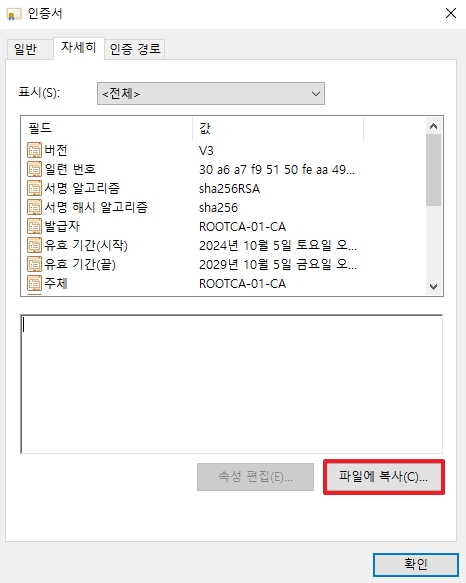 인증서
일반 자세히 인증 경로
표시(S): <전체>
필드 값
버전 V3
일련 번호 30 a6 a7 f9 51 50 fe aa 49...
서명 알고리즘 sha256RSA
서명 해시 알고리즘 sha256
발급자 ROOTCA-01-CA
유효 기간(시작) 2024년 10월 5일 토요일 오...
유효 기간(끝) 2029년 10월 5일 금요일 오...
주체 ROOTCA-01-CA
속성 편집(E)... 파일에 복사(C)...
확인